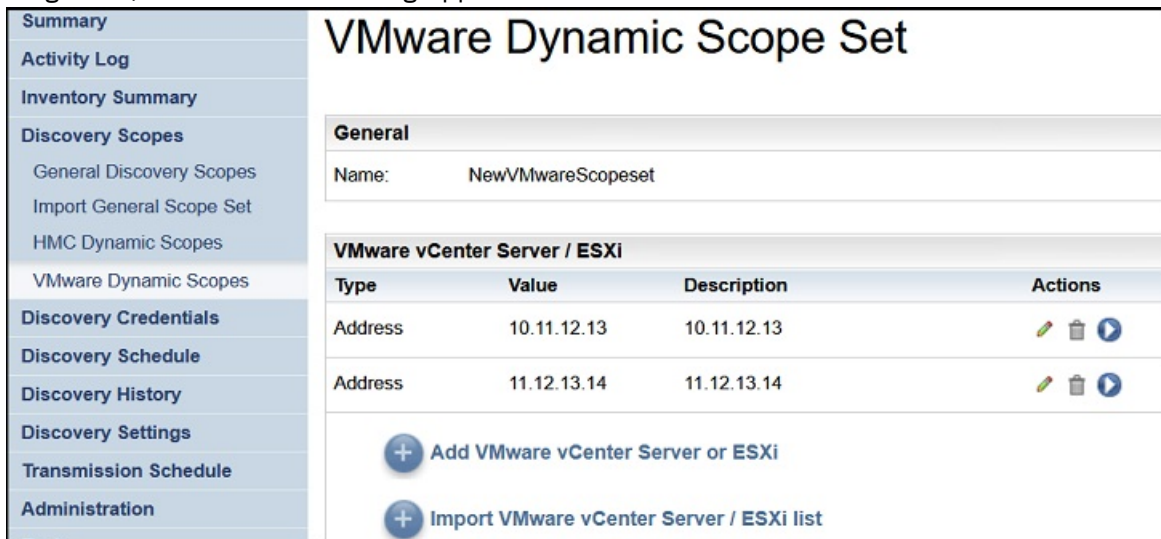 Summary
Activity Log
Inventory Summary
Discovery Scopes
General Discovery Scopes
Import General Scope Set
HMC Dynamic Scopes
VMware Dynamic Scopes
Discovery Credentials
Discovery Schedule
Discovery History
Discovery Settings
Transmission Schedule
Administration
VMware Dynamic Scope Set
General
Name: NewVMwareScopeset
VMware vCenter Server / ESXi
Type Value Description Actions
Address 10.11.12.13 10.11.12.13
Address 11.12.13.14 11.12.13.14
Add VMware vCenter Server or ESXi
Import VMware vCenter Server / ESXi list